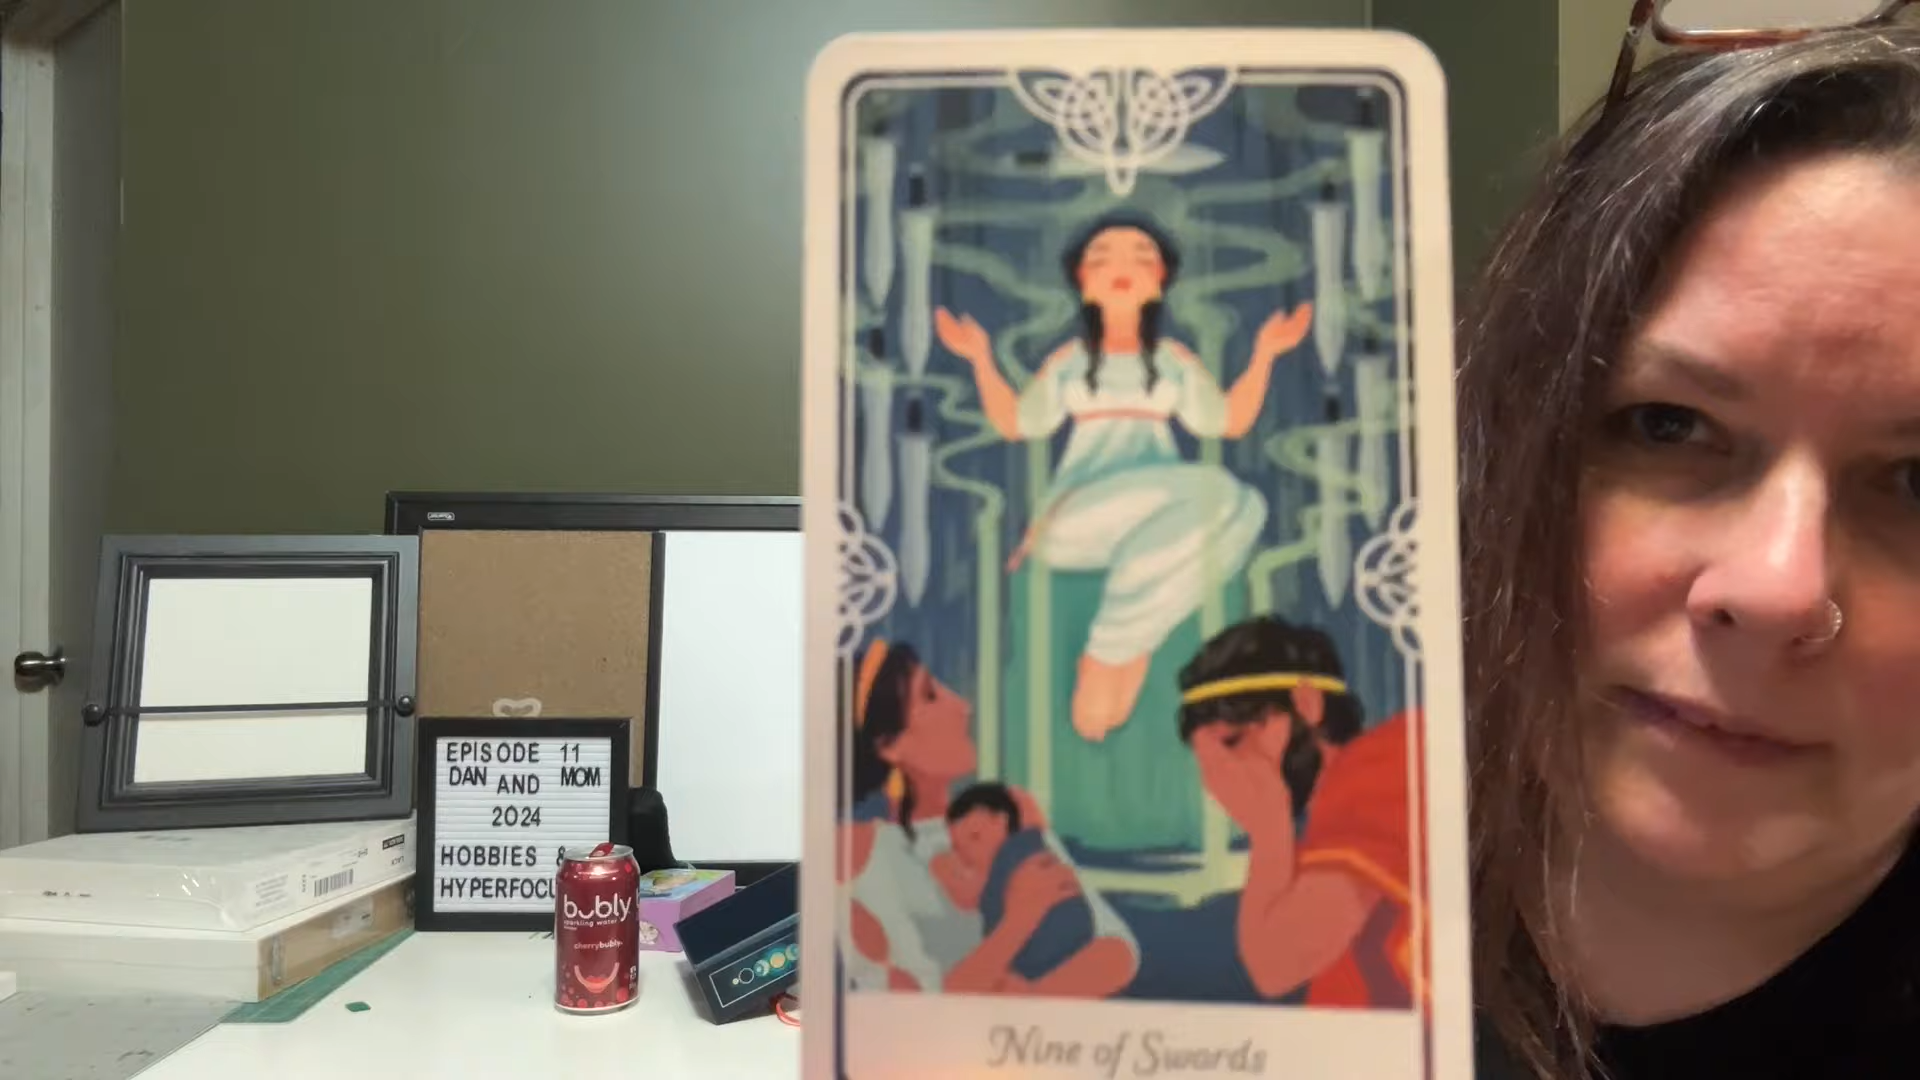 EPISODE 11
DAN AND MOM
2024
HOBBIES &
HYPERFOCU
bubly
sparkling water
cherrybubly
Nine of Swords